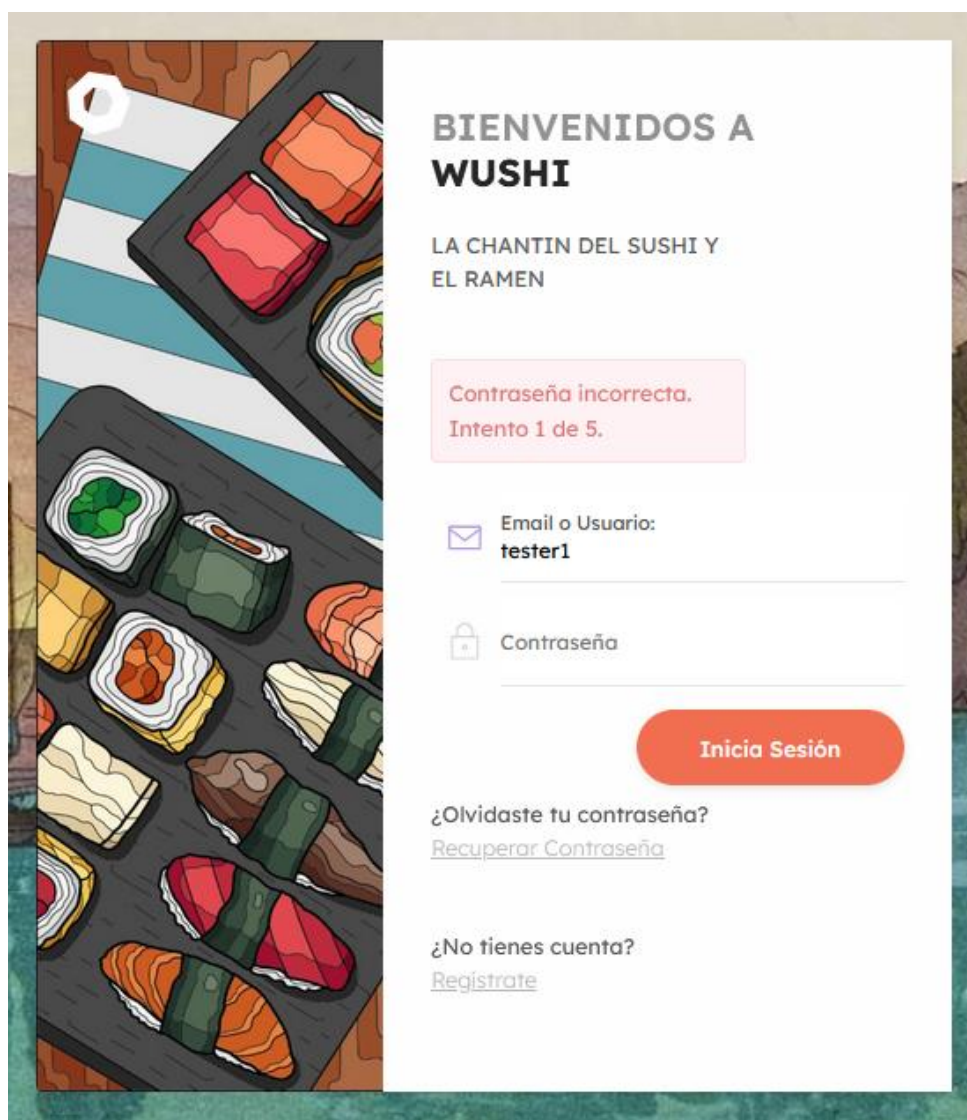 BIENVENIDOS A
WUSHI
LA CHANTIN DEL SUSHI Y
EL RAMEN
Contraseña incorrecta.
Intento 1 de 5.
Email o Usuario:
tester1
Contraseña
Inicia Sesión
¿Olvidaste tu contraseña?
Recuperar Contraseña
¿No tienes cuenta?
Registrate